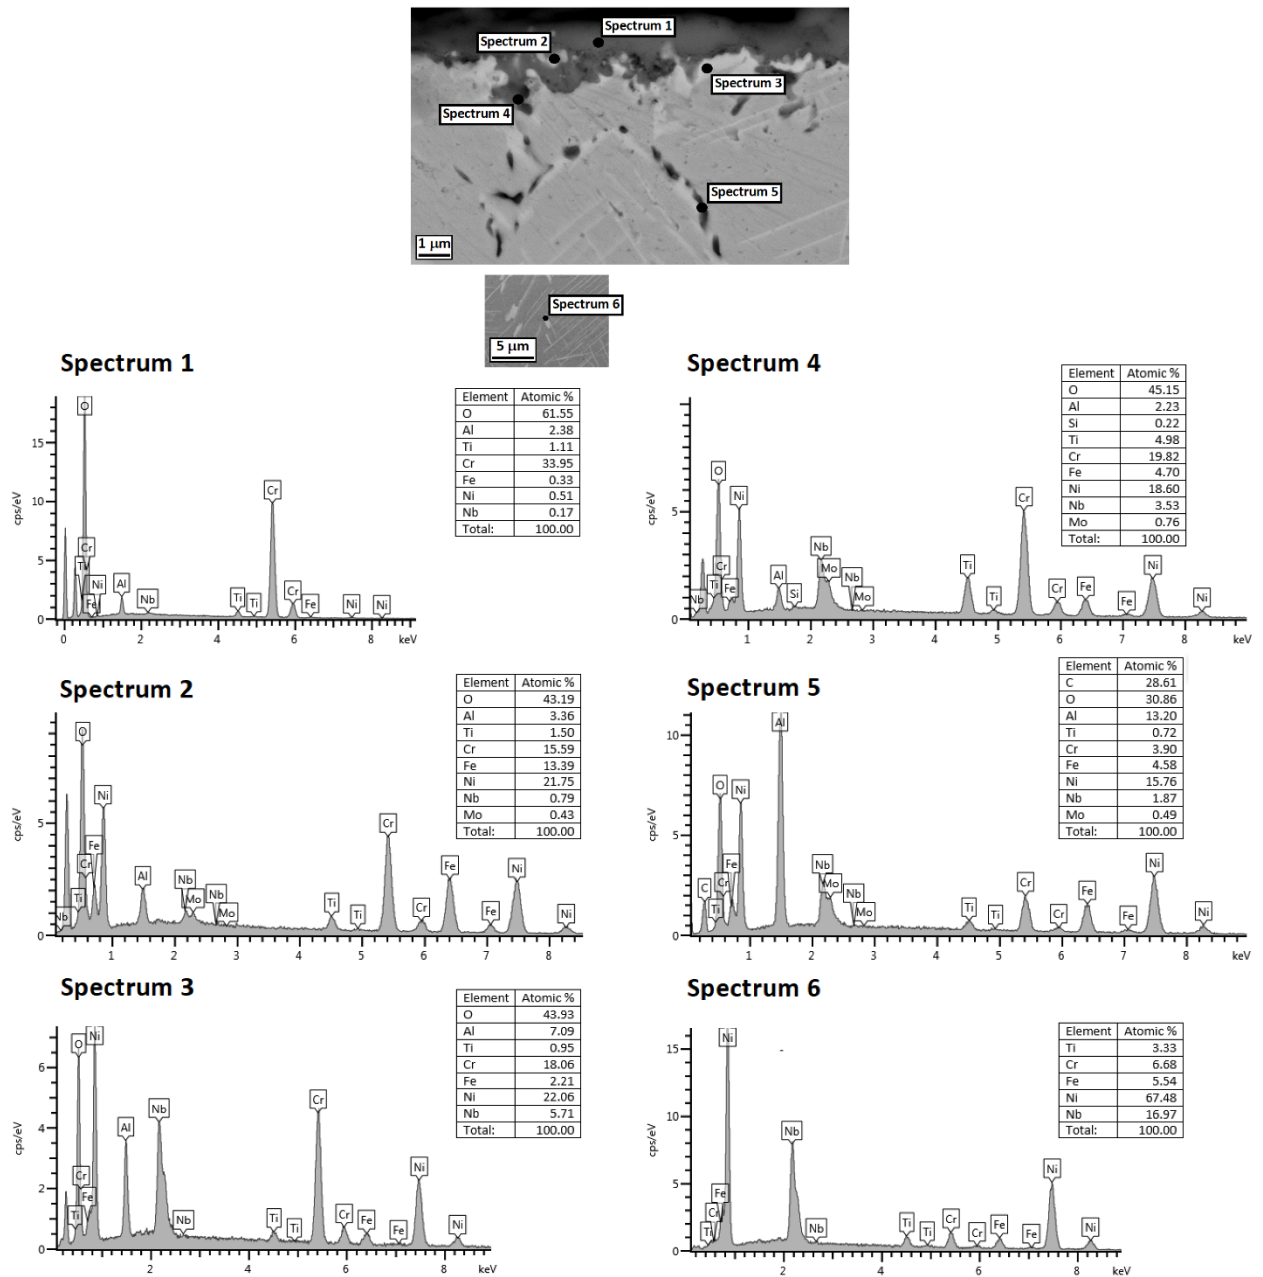 Spectrum 1
Spectrum 2
Spectrum 3
Spectrum 4
Spectrum 5
1 μm
Spectrum 6
5 μm
Spectrum 1
Element Atomic %
O 61.55
Al 2.38
Ti 1.11
Cr 33.95
Fe 0.33
Ni 0.51
Nb 0.17
Total: 100.00
cps/eV
15
10
5
0
O
Cr
Ti
Fe
Ni
Al
Nb
Ti
Ti
Cr
Cr
Fe
Ni
Ni
0 2 4 6 8 keV
Spectrum 4
Element Atomic %
O 45.15
Al 2.23
Si 0.22
Ti 4.98
Cr 19.82
Fe 4.70
Ni 18.60
Nb 3.53
Mo 0.76
Total: 100.00
cps/eV
5
0
Nb
Ti
O
Cr
Fe
Ni
Al
Si
Nb
Mo
Nb
Mo
Ti
Ti
Cr
Cr
Fe
Fe
Ni
Ni
1 2 3 4 5 6 7 8 keV
Spectrum 2
Element Atomic %
O 43.19
Al 3.36
Ti 1.50
Cr 15.59
Fe 13.39
Ni 21.75
Nb 0.79
Mo 0.43
Total: 100.00
cps/eV
5
0
Nb
Ti
O
Cr
Fe
Ni
Al
Nb
Mo
Nb
Mo
Ti
Ti
Cr
Cr
Fe
Fe
Ni
Ni
1 2 3 4 5 6 7 8 keV
Spectrum 5
Element Atomic %
C 28.61
O 30.86
Al 13.20
Ti 0.72
Cr 3.90
Fe 4.58
Ni 15.76
Nb 1.87
Mo 0.49
Total: 100.00
cps/eV
10
5
0
C
Ti
O
Cr
Fe
Ni
Al
Nb
Mo
Nb
Mo
Ti
Ti
Cr
Cr
Fe
Fe
Ni
Ni
1 2 3 4 5 6 7 8 keV
Spectrum 3
Element Atomic %
O 43.93
Al 7.09
Ti 0.95
Cr 18.06
Fe 2.21
Ni 22.06
Nb 5.71
Total: 100.00
cps/eV
6
4
2
0
Ti
O
Cr
Fe
Ni
Al
Nb
Nb
Ti
Ti
Cr
Cr
Fe
Fe
Ni
Ni
2 4 6 8 keV
Spectrum 6
Element Atomic %
Ti 3.33
Cr 6.68
Fe 5.54
Ni 67.48
Nb 16.97
Total: 100.00
cps/eV
15
10
5
0
Ti
Cr
Fe
Ni
Nb
Nb
Ti
Ti
Cr
Cr
Fe
Fe
Ni
Ni
2 4 6 8 keV